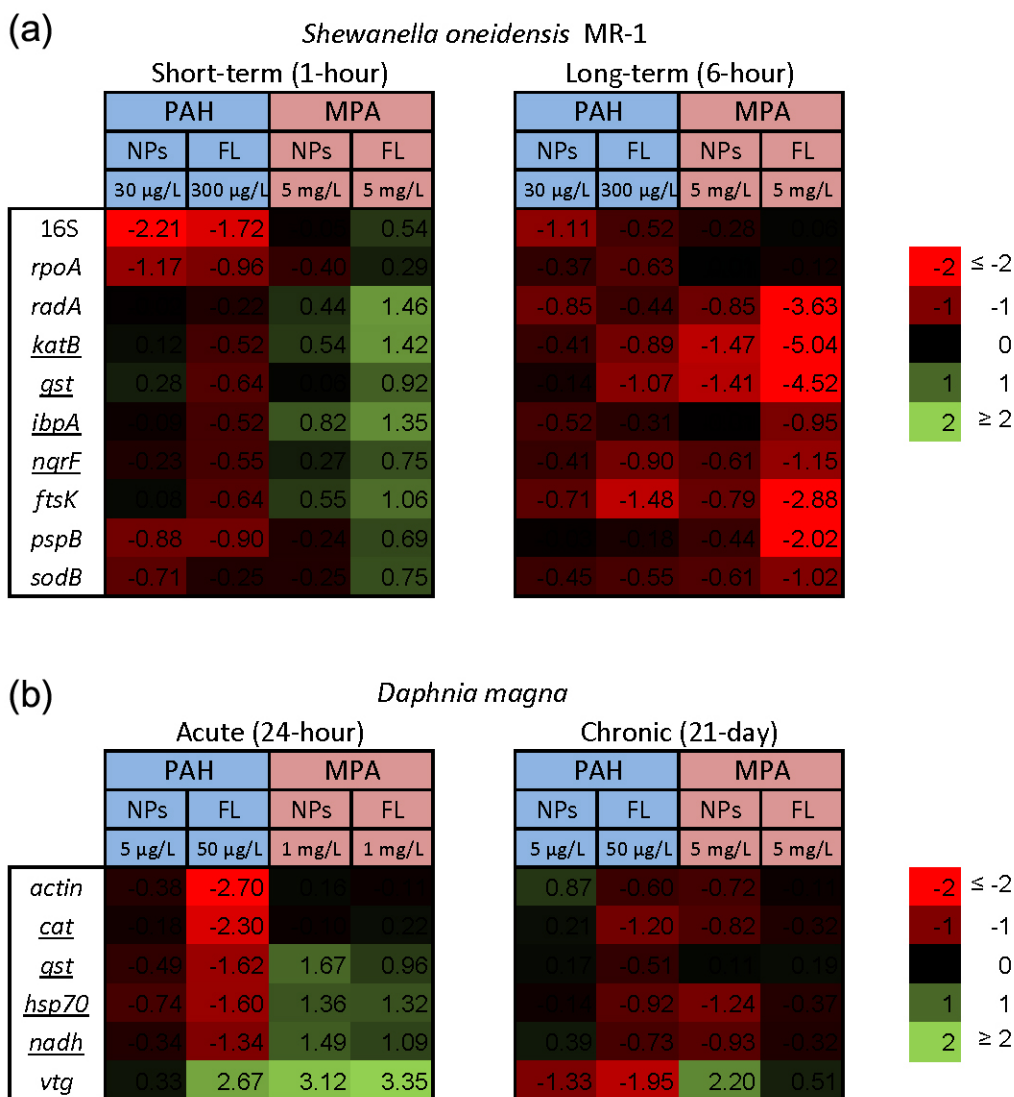 (a)
Shewanella oneidensis MR-1
Short-term (1-hour) Long-term (6-hour)
PAH MPA PAH MPA
NPs FL NPs FL NPs FL NPs FL
30 µg/L 300 µg/L 5 mg/L 5 mg/L 30 µg/L 300 µg/L 5 mg/L 5 mg/L
16S -2.21 -1.72 0.54 -1.11 -0.52 -0.28 0.06
rpoA -1.17 -0.96 -0.40 0.29 -0.37 -0.63 -0.12
radA -0.22 0.44 1.46 -0.85 -0.44 -0.85 -3.63
katB 0.12 -0.52 0.54 1.42 -0.41 -0.89 -1.47 -5.04
gst 0.28 -0.64 0.06 0.92 -0.14 -1.07 -1.41 -4.52
ibpA -0.09 -0.52 0.82 1.35 -0.52 -0.31 -0.95
nqrF -0.23 -0.55 0.27 0.75 -0.41 -0.90 -0.61 -1.15
ftsK 0.08 -0.64 0.55 1.06 -0.71 -1.48 -0.79 -2.88
pspB -0.88 -0.90 -0.24 0.69 -0.18 -0.44 -2.02
sodB -0.71 -0.25 -0.25 0.75 -0.45 -0.55 -0.61 -1.02
-2 ≤ -2
-1 -1
0
1 1
2 ≥ 2
(b)
Daphnia magna
Acute (24-hour) Chronic (21-day)
PAH MPA PAH MPA
NPs FL NPs FL NPs FL NPs FL
5 µg/L 50 µg/L 1 mg/L 1 mg/L 5 µg/L 50 µg/L 5 mg/L 5 mg/L
actin -0.38 -2.70 0.16 0.87 -0.60 -0.72 -0.11
cat -0.18 -2.30 -0.10 0.22 0.21 -1.20 -0.82 -0.32
gst -0.49 -1.62 1.67 0.96 0.17 -0.51 0.11 0.19
hsp70 -0.74 -1.60 1.36 1.32 -0.14 -0.92 -1.24 -0.37
nadh -0.34 -1.34 1.49 1.09 0.39 -0.73 -0.93 -0.32
vtg 0.33 2.67 3.12 3.35 -1.33 -1.95 2.20 0.51
-2 ≤ -2
-1 -1
0
1 1
2 ≥ 2